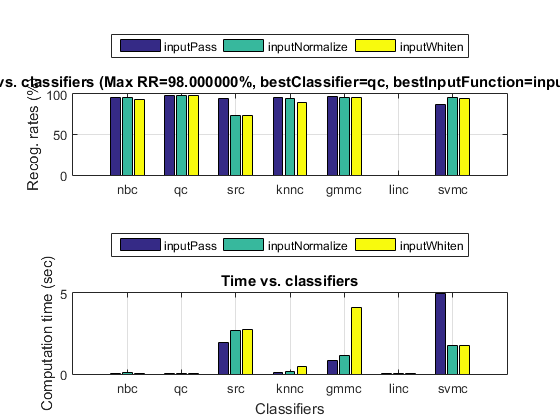 inputPass inputNormalize inputWhiten
vs. classifiers (Max RR=98.000000%, bestClassifier=qc, bestInputFunction=inpu
Recog. rates (%
100
50
0
nbc qc src knnc gmmc linc svmc
inputPass inputNormalize inputWhiten
Time vs. classifiers
Computation time (sec)
5
0
nbc qc src knnc gmmc linc svmc
Classifiers